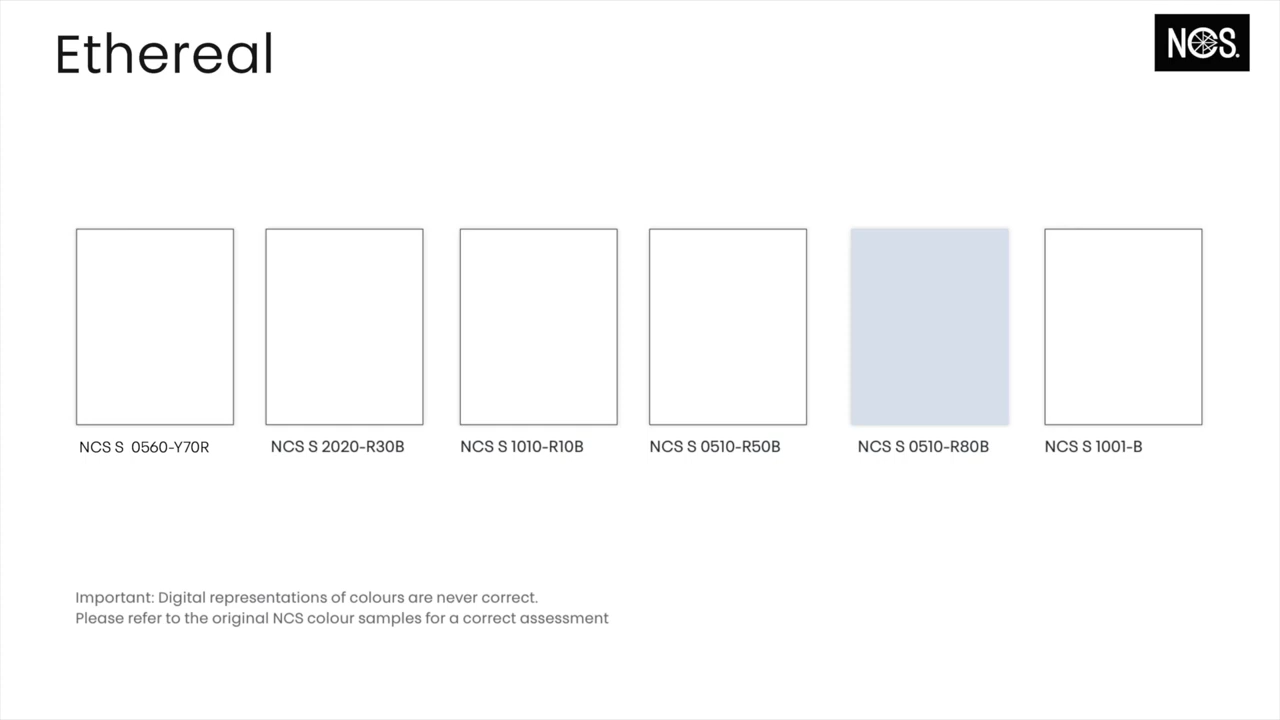 Ethereal
NCS.
NCS S  0560-Y70R
NCS S 2020-R30B
NCS S 1010-R10B
NCS S 0510-R50B
NCS S 0510-R80B
NCS S 1001-B
Important: Digital representations of colours are never correct.
Please refer to the original NCS colour samples for a correct assessment